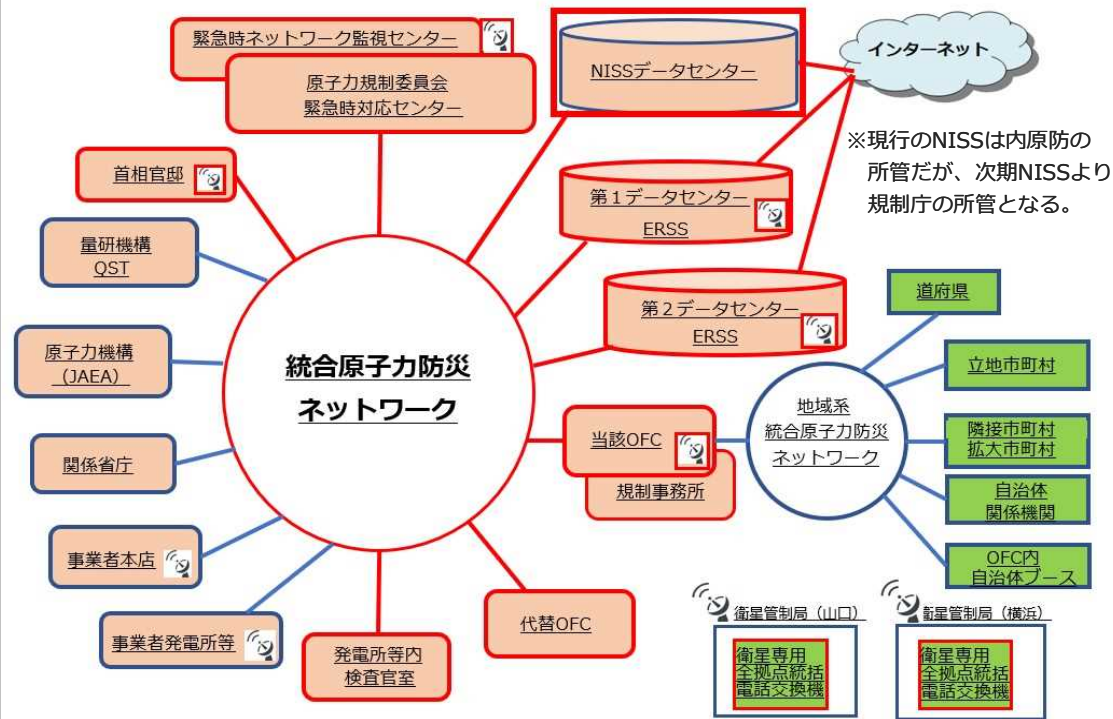 緊急時ネットワーク監視センター
原子力規制委員会
緊急時対応センター
NISSデータセンター
インターネット
※現行のNISSは内原防の
所管だが、次期NISSより
規制庁の所管となる。
首相官邸
第1データセンター
ERSS
量研機構
QST
第2データセンター
ERSS
道府県
原子力機構
（JAEA）
統合原子力防災
ネットワーク
立地市町村
地域系
統合原子力防災
ネットワーク
当該OFC
隣接市町村
拡大市町村
関係省庁
規制事務所
自治体
関係機関
事業者本店
OFC内
自治体ブース
事業者発電所等
発電所等内
検査官室
代替OFC
衛星管制局（山口）
衛星専用
全拠点統括
電話交換機
衛星管制局（横浜）
衛星専用
全拠点統括
電話交換機